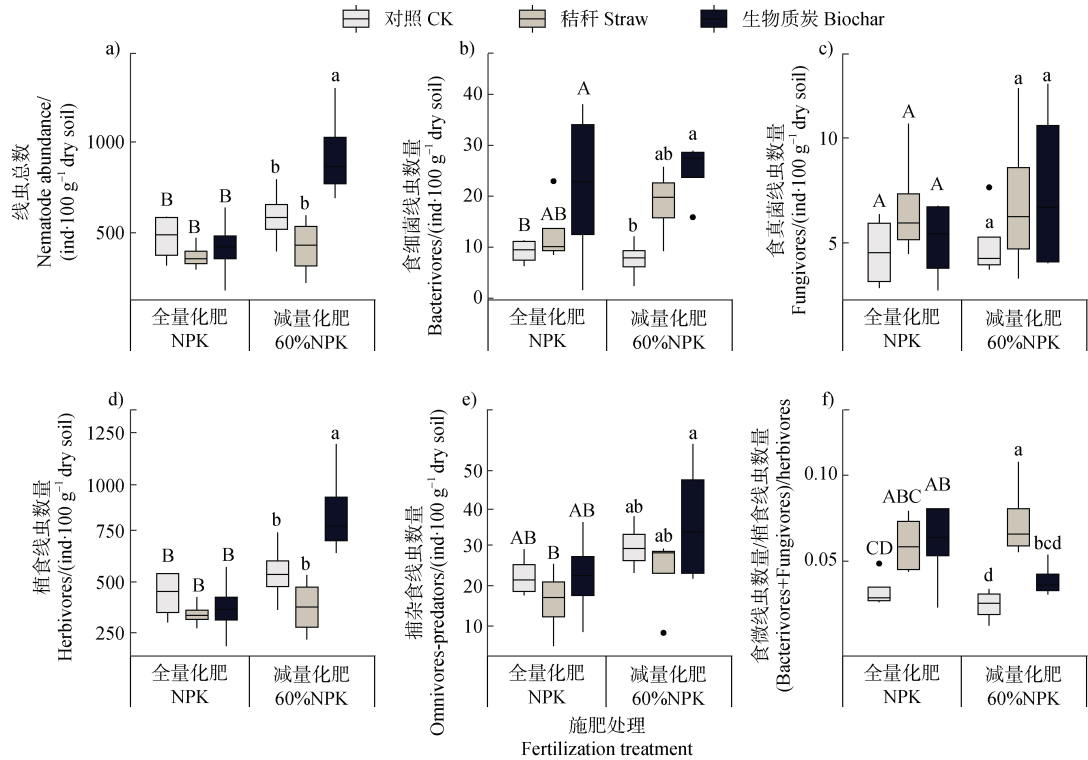 对照 CK
秸秆 Straw
生物质炭 Biochar
a)
线虫总数
Nematode abundance/
(ind·100 g⁻¹ dry soil)
1000
500
B
B
B
b
b
a
全量化肥
NPK
减量化肥
60%NPK
b)
食细菌线虫数量
Bacterivores/(ind·100 g⁻¹ dry soil)
40
30
20
10
0
B
AB
A
b
ab
a
全量化肥
NPK
减量化肥
60%NPK
c)
食真菌线虫数量
Fungivores/(ind·100 g⁻¹ dry soil)
10
5
A
A
A
a
a
a
全量化肥
NPK
减量化肥
60%NPK
d)
植食线虫数量
Herbivores/(ind·100 g⁻¹ dry soil)
1250
1000
750
500
250
B
B
B
b
b
a
全量化肥
NPK
减量化肥
60%NPK
e)
捕杂食线虫数量
Omnivores-predators/(ind·100 g⁻¹ dry soil)
50
40
30
20
10
AB
B
AB
ab
ab
a
全量化肥
NPK
减量化肥
60%NPK
f)
食微线虫数量/植食线虫数量
(Bacterivores+Fungivores)/herbivores
0.10
0.05
CD
ABC
AB
d
a
bcd
全量化肥
NPK
减量化肥
60%NPK
施肥处理
Fertilization treatment